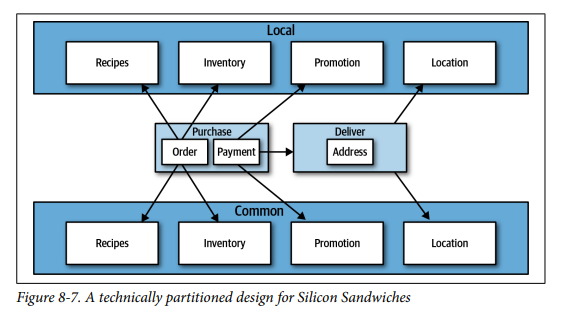 Local
Recipes
Inventory
Promotion
Location
Purchase
Order
Payment
Deliver
Address
Common
Recipes
Inventory
Promotion
Location
Figure 8-7. A technically partitioned design for Silicon Sandwiches